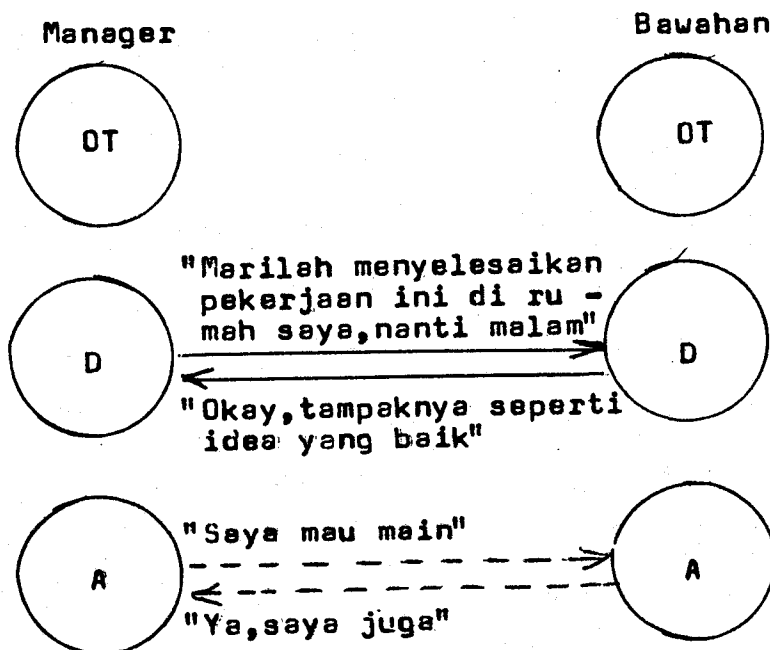 Manager
Bawahan
OT
OT
"Marilah menyelesaikan
pekerjaan ini di ru -
mah saya,nanti malam"
D
D
"Okay,tampaknya seperti
idea yang baik"
"Saya mau main"
A
A
"Ya,saya juga"